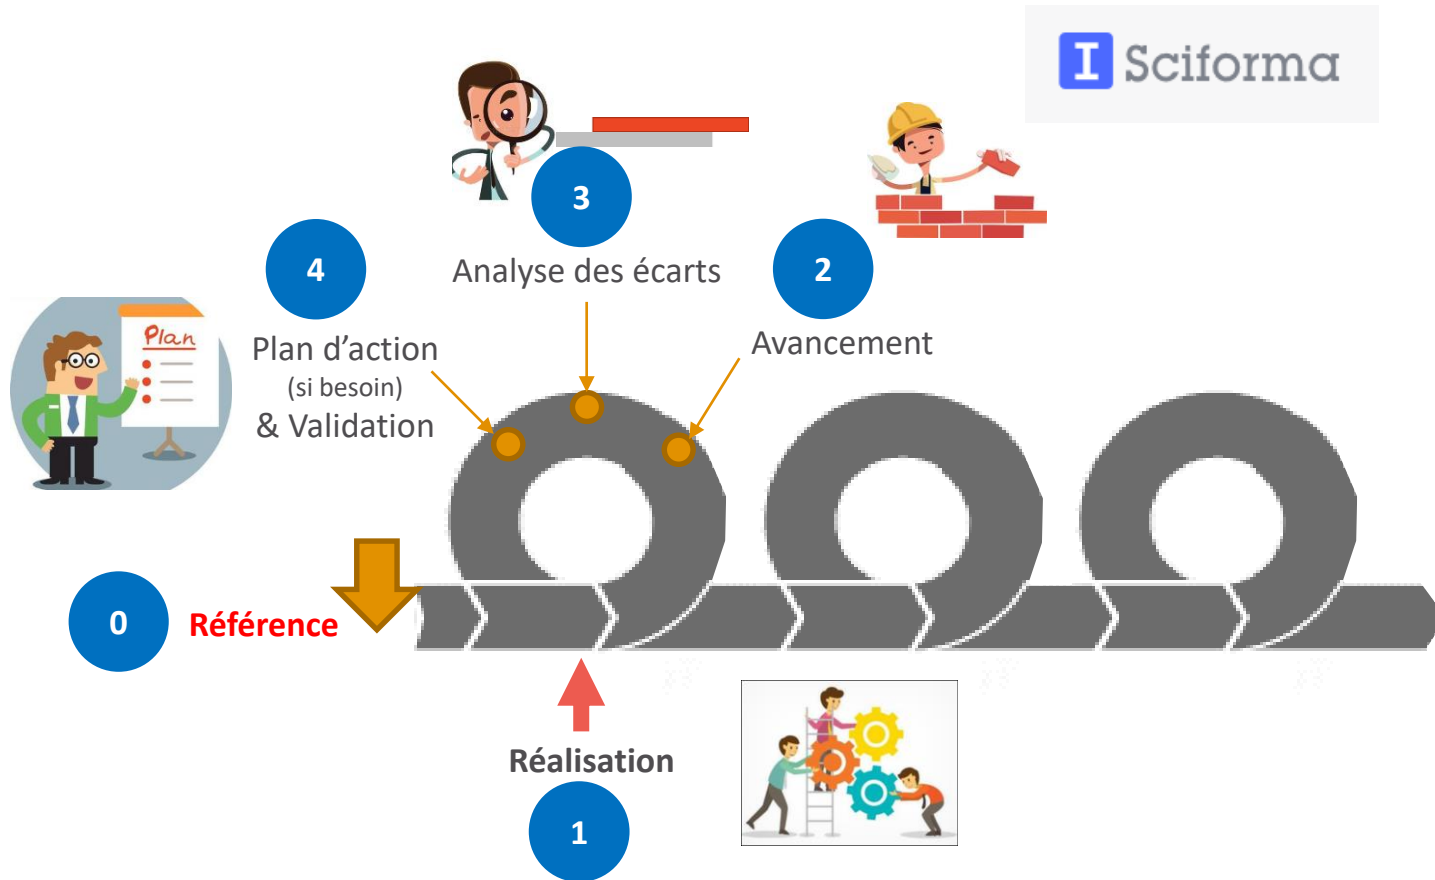 I Sciforma
3
4
Analyse des écarts
2
Plan
Plan d’action
(si besoin)
& Validation
Avancement
0
Référence
Réalisation
1